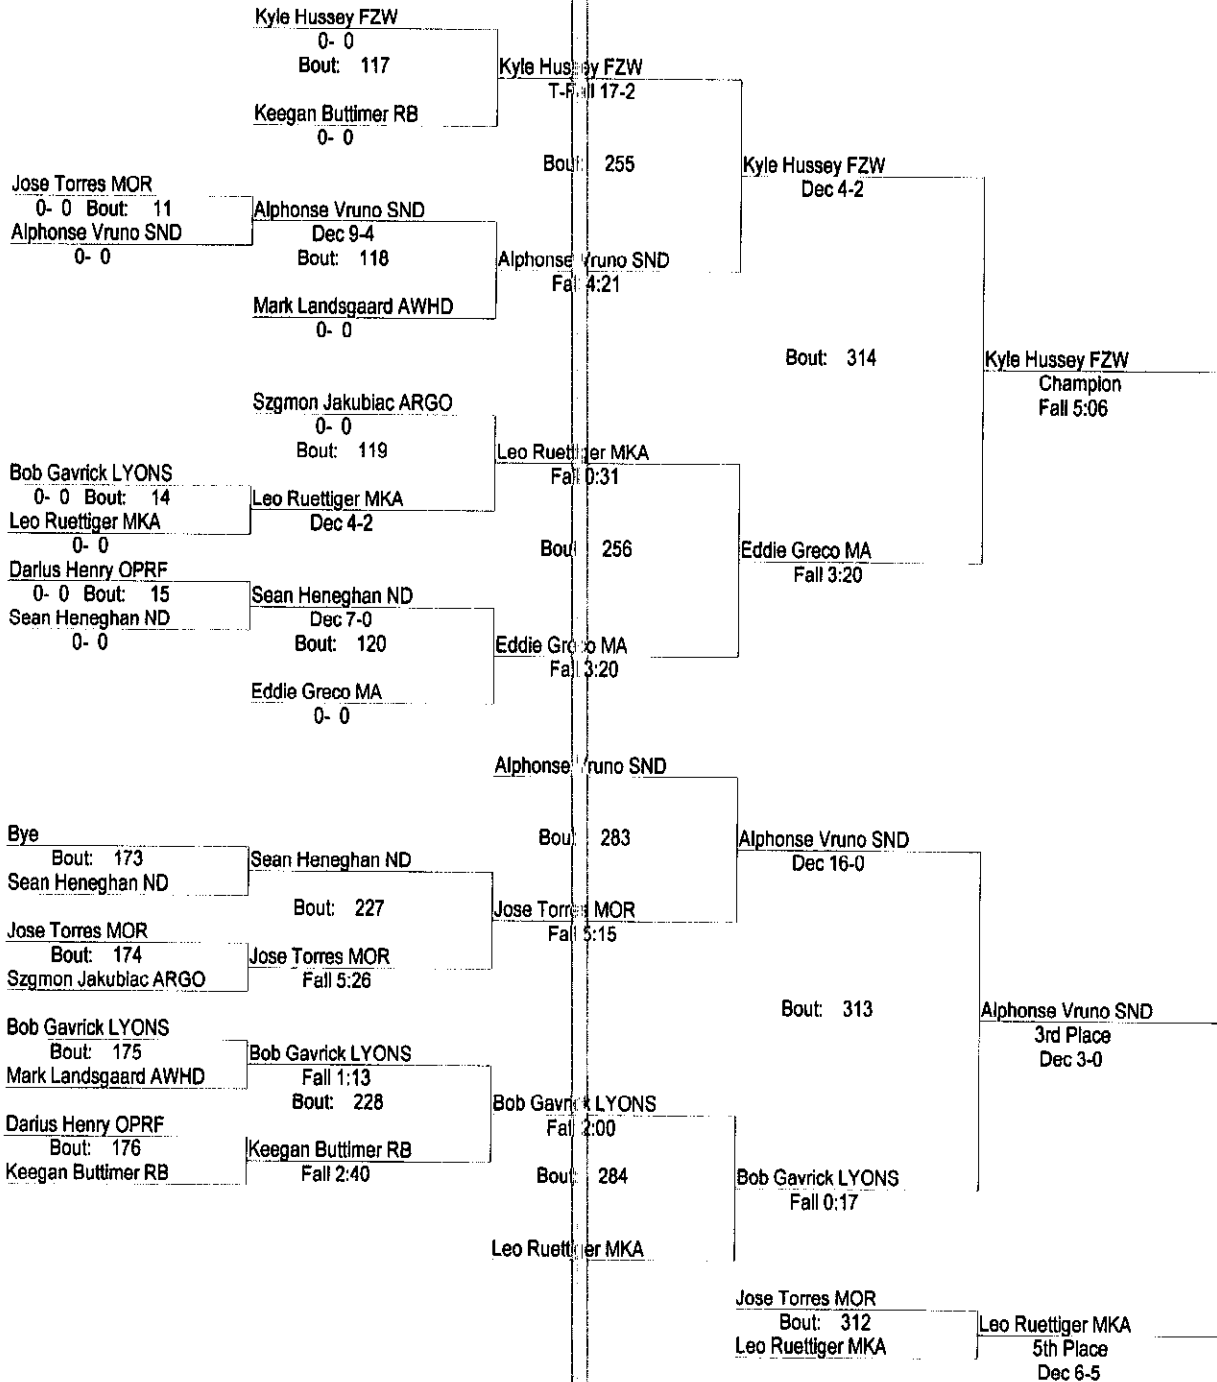 Kyle Hussey FZW
0- 0
Bout: 117
Keegan Buttimer RB
0- 0
Kyle Hussey FZW
T-Fall 17-2
Jose Torres MOR
0- 0 Bout: 11
Alphonse Vruno SND
0- 0
Alphonse Vruno SND
Dec 9-4
Bout: 118
Mark Landsgaard AWHD
0- 0
Alphonse Vruno SND
Fall 4:21
Bout: 255
Kyle Hussey FZW
Dec 4-2
Szgmon Jakubiac ARGO
0- 0
Bout: 119
Bob Gavrick LYONS
0- 0 Bout: 14
Leo Ruettiger MKA
0- 0
Leo Ruettiger MKA
Dec 4-2
Leo Ruettiger MKA
Fall 0:31
Darius Henry OPRF
0- 0 Bout: 15
Sean Heneghan ND
0- 0
Sean Heneghan ND
Dec 7-0
Bout: 120
Eddie Greco MA
0- 0
Eddie Greco MA
Fall 3:20
Bout: 256
Eddie Greco MA
Fall 3:20
Bout: 314
Kyle Hussey FZW
Champion
Fall 5:06
Alphonse Vruno SND
Bout: 283
Bye
Bout: 173
Sean Heneghan ND
Sean Heneghan ND
Bout: 227
Jose Torres MOR
Bout: 174
Szgmon Jakubiac ARGO
Jose Torres MOR
Fall 5:26
Jose Torres MOR
Fall 5:15
Alphonse Vruno SND
Dec 16-0
Bob Gavrick LYONS
Bout: 175
Mark Landsgaard AWHD
Bob Gavrick LYONS
Fall 1:13
Bout: 228
Darius Henry OPRF
Bout: 176
Keegan Buttimer RB
Keegan Buttimer RB
Fall 2:40
Bob Gavrick LYONS
Fall 2:00
Bout: 284
Leo Ruettiger MKA
Bob Gavrick LYONS
Fall 0:17
Bout: 313
Alphonse Vruno SND
3rd Place
Dec 3-0
Jose Torres MOR
Bout: 312
Leo Ruettiger MKA
Leo Ruettiger MKA
5th Place
Dec 6-5